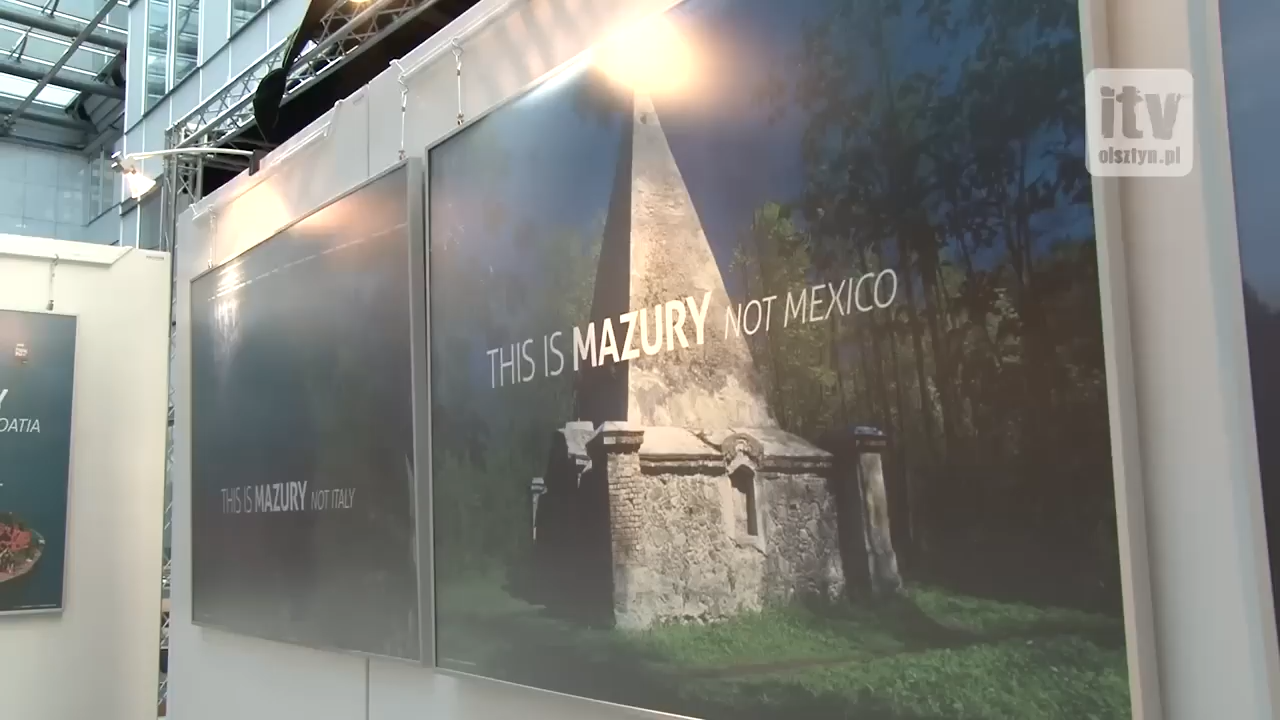 itv
olsztyn.pl
THIS IS MAZURY NOT MEXICO
THIS IS MAZURY NOT ITALY
Y
OATIA